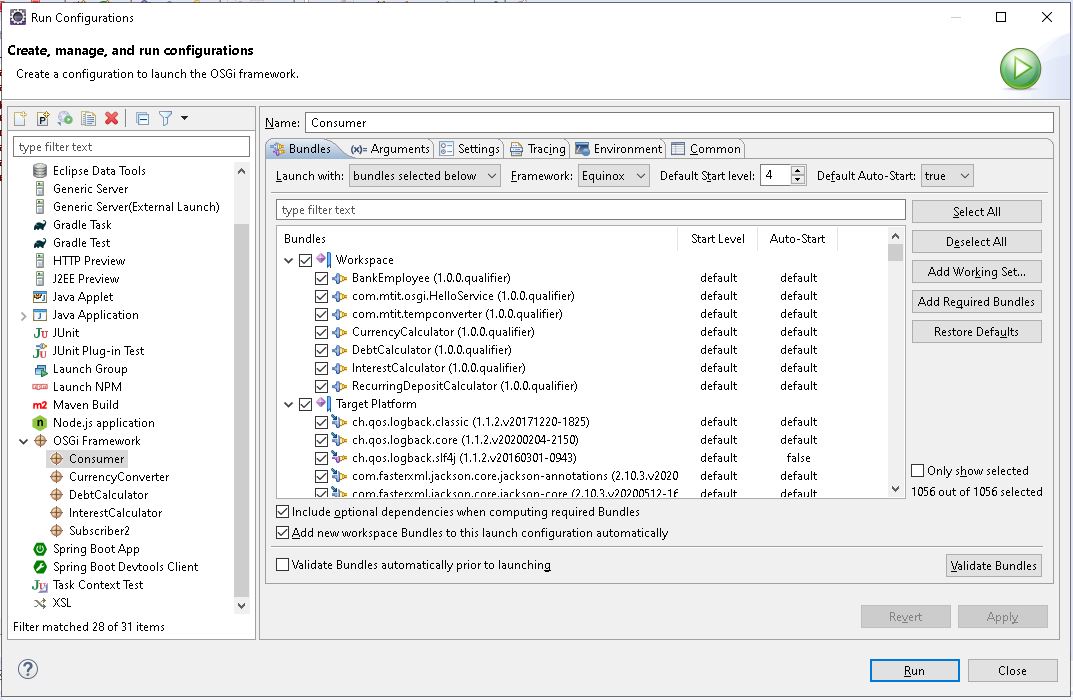 Run Configurations
Create, manage, and run configurations
Create a configuration to launch the OSGi framework.
type filter text
Eclipse Data Tools
Generic Server
Generic Server(External Launch)
Gradle Task
Gradle Test
HTTP Preview
J2EE Preview
Java Applet
Java Application
JUnit
JUnit Plug-in Test
Launch Group
Launch NPM
Maven Build
Node.js application
OSGi Framework
Consumer
CurrencyConverter
DebtCalculator
InterestCalculator
Subscriber2
Spring Boot App
Spring Boot Devtools Client
Task Context Test
XSL
Filter matched 28 of 31 items
Name: Consumer
Bundles (x)= Arguments Settings Tracing Environment Common
Launch with: bundles selected below Framework: Equinox Default Start level: 4 Default Auto-Start: true
type filter text
Bundles Start Level Auto-Start
Workspace
BankEmployee (1.0.0.qualifier) default default
com.mtit.osgi.HelloService (1.0.0.qualifier) default default
com.mtit.tempconverter (1.0.0.qualifier) default default
CurrencyCalculator (1.0.0.qualifier) default default
DebtCalculator (1.0.0.qualifier) default default
InterestCalculator (1.0.0.qualifier) default default
RecurringDepositCalculator (1.0.0.qualifier) default default
Target Platform
ch.qos.logback.classic (1.1.2.v20171220-1825) default default
ch.qos.logback.core (1.1.2.v20200204-2150) default default
ch.qos.logback.slf4j (1.1.2.v20160301-0943) default false
com.fasterxml.jackson.core.jackson-annotations (2.10.3.v2020 default default
com.fasterxml.jackson.core.jackson-core (2.10.3.v20200512-16 default default
Select All
Deselect All
Add Working Set...
Add Required Bundles
Restore Defaults
Only show selected
1056 out of 1056 selected
Include optional dependencies when computing required Bundles
Add new workspace Bundles to this launch configuration automatically
Validate Bundles automatically prior to launching
Validate Bundles
Revert Apply
Run Close